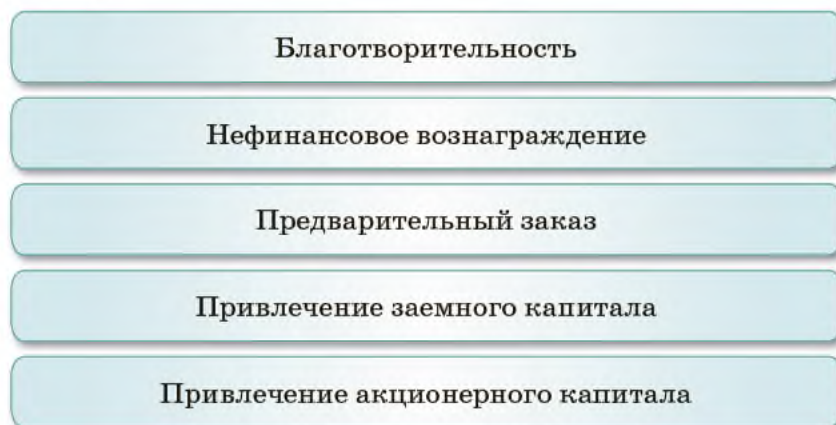 Благотворительность
Нефинансовое вознаграждение
Предварительный заказ
Привлечение заемного капитала
Привлечение акционерного капитала